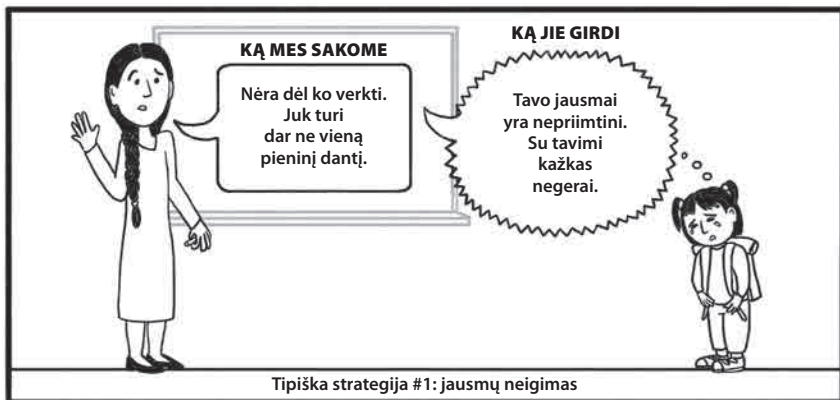 KĄ MES SAKOME
Nėra dėl ko verkti.
Juk turi
dar ne vieną
pieninį dantį.
KĄ JIE GIRDI
Tavo jausmai
yra nepriimtini.
Su tavimi
kažkas
negerai.
Tipiška strategija #1: jausmų neigimas